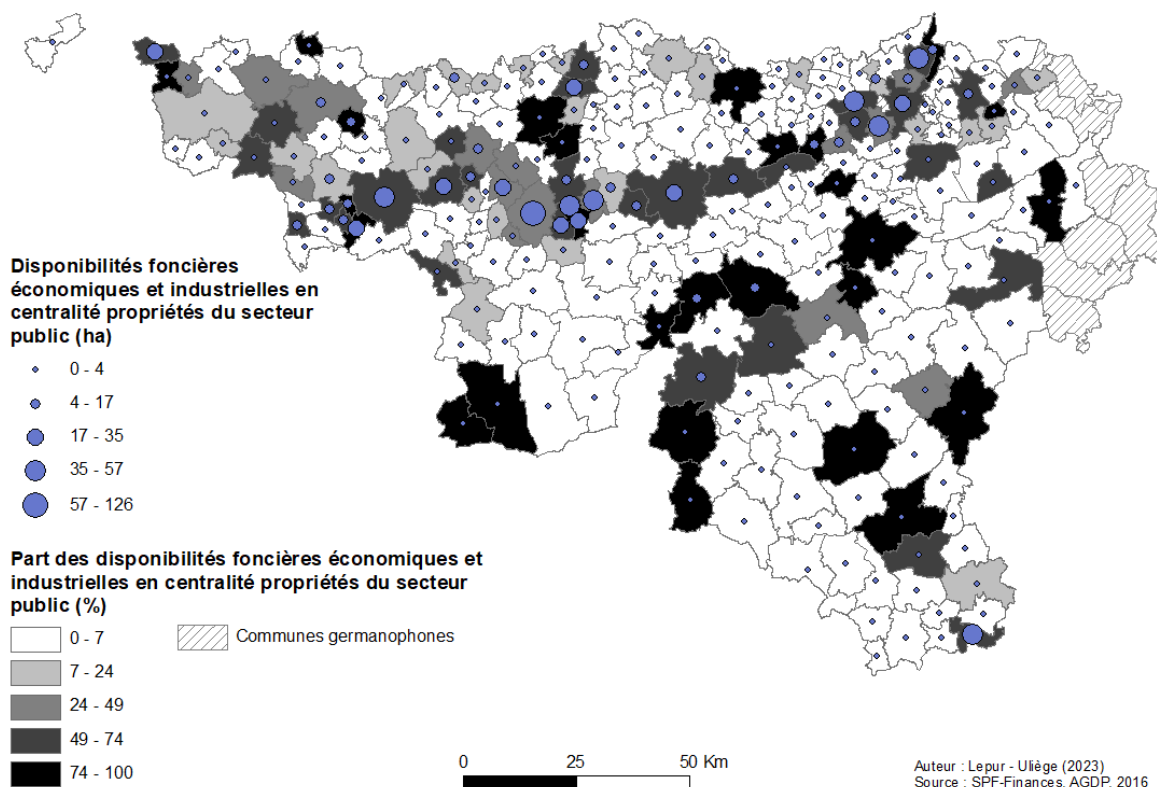 Disponibilités foncières
économiques et industrielles en
centralité propriétés du secteur
public (ha)
0 - 4
4 - 17
17 - 35
35 - 57
57 - 126
Part des disponibilités foncières économiques et
industrielles en centralité propriétés du secteur
public (%)
0 - 7
7 - 24
24 - 49
49 - 74
74 - 100
Communes germanophones
0 25 50 Km
Auteur : Lepur - Uliège (2023)
Source : SPF-Finances, AGDP, 2016